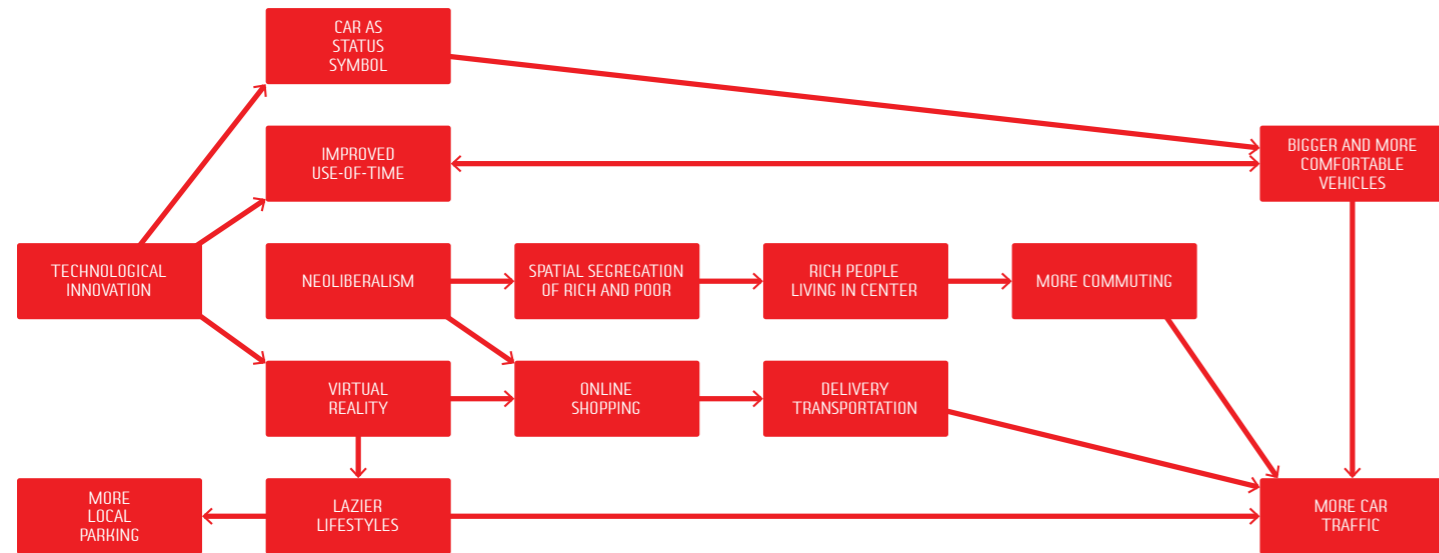 CAR AS
STATUS
SYMBOL
IMPROVED
USE-OF-TIME
BIGGER AND MORE
COMFORTABLE
VEHICLES
TECHNOLOGICAL
INNOVATION
NEOLIBERALISM
SPATIAL SEGREGATION
OF RICH AND POOR
RICH PEOPLE
LIVING IN CENTER
MORE COMMUTING
VIRTUAL
REALITY
ONLINE
SHOPPING
DELIVERY
TRANSPORTATION
MORE
LOCAL
PARKING
LAZIER
LIFESTYLES
MORE CAR
TRAFFIC